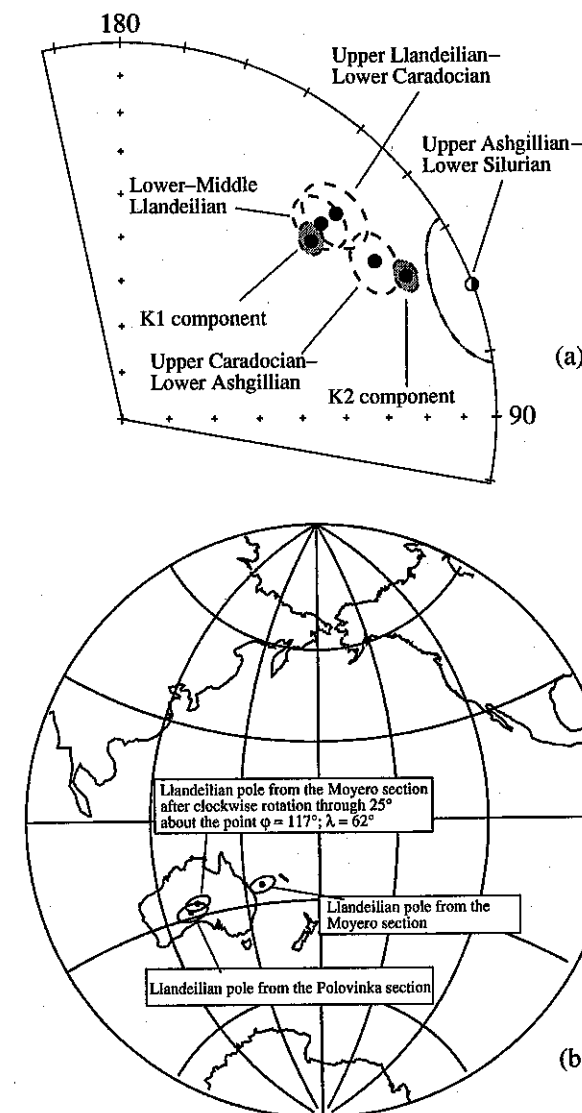 180
Upper Llandeilian–
Lower Caradocian
Upper Ashgillian–
Lower Silurian
Lower–Middle
Llandeilian
K1 component
(a)
Upper Caradocian–
Lower Ashgillian
K2 component
90
Llandeilian pole from the Moyero section
after clockwise rotation through 25°
about the point φ = 117°; λ = 62°
Llandeilian pole from the
Moyero section
Llandeilian pole from the Polovinka section
(b